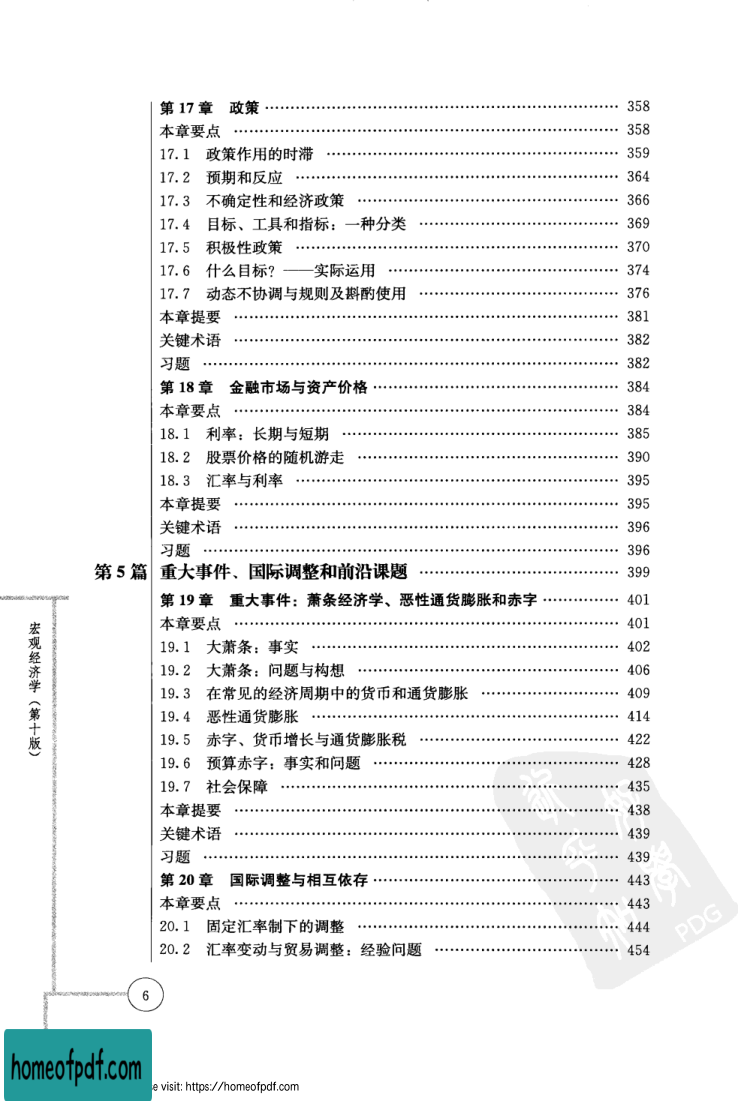 第 17 章 政策 …… 358
本章要点 …… 358
17.1 政策作用的时滞 …… 359
17.2 预期和反应 …… 364
17.3 不确定性和经济政策 …… 366
17.4 目标、工具和指标：一种分类 …… 369
17.5 积极性政策 …… 370
17.6 什么目标？——实际运用 …… 374
17.7 动态不协调与规则及斟酌使用 …… 376
本章提要 …… 381
关键术语 …… 382
习题 …… 382
第 18 章 金融市场与资产价格 …… 384
本章要点 …… 384
18.1 利率：长期与短期 …… 385
18.2 股票价格的随机游走 …… 390
18.3 汇率与利率 …… 395
本章提要 …… 395
关键术语 …… 396
习题 …… 396
第 5 篇 重大事件、国际调整和前沿课题 …… 399
第 19 章 重大事件：萧条经济学、恶性通货膨胀和赤字 …… 401
本章要点 …… 401
19.1 大萧条：事实 …… 402
19.2 大萧条：问题与构想 …… 406
19.3 在常见的经济周期中的货币和通货膨胀 …… 409
19.4 恶性通货膨胀 …… 414
19.5 赤字、货币增长与通货膨胀税 …… 422
19.6 预算赤字：事实和问题 …… 428
19.7 社会保障 …… 435
本章提要 …… 438
关键术语 …… 439
习题 …… 439
第 20 章 国际调整与相互依存 …… 443
本章要点 …… 443
20.1 固定汇率制下的调整 …… 444
20.2 汇率变动与贸易调整：经验问题 …… 454
宏观经济学（第十版）
PDG
6
homeofpdf.com
e visit: https://homeofpdf.com